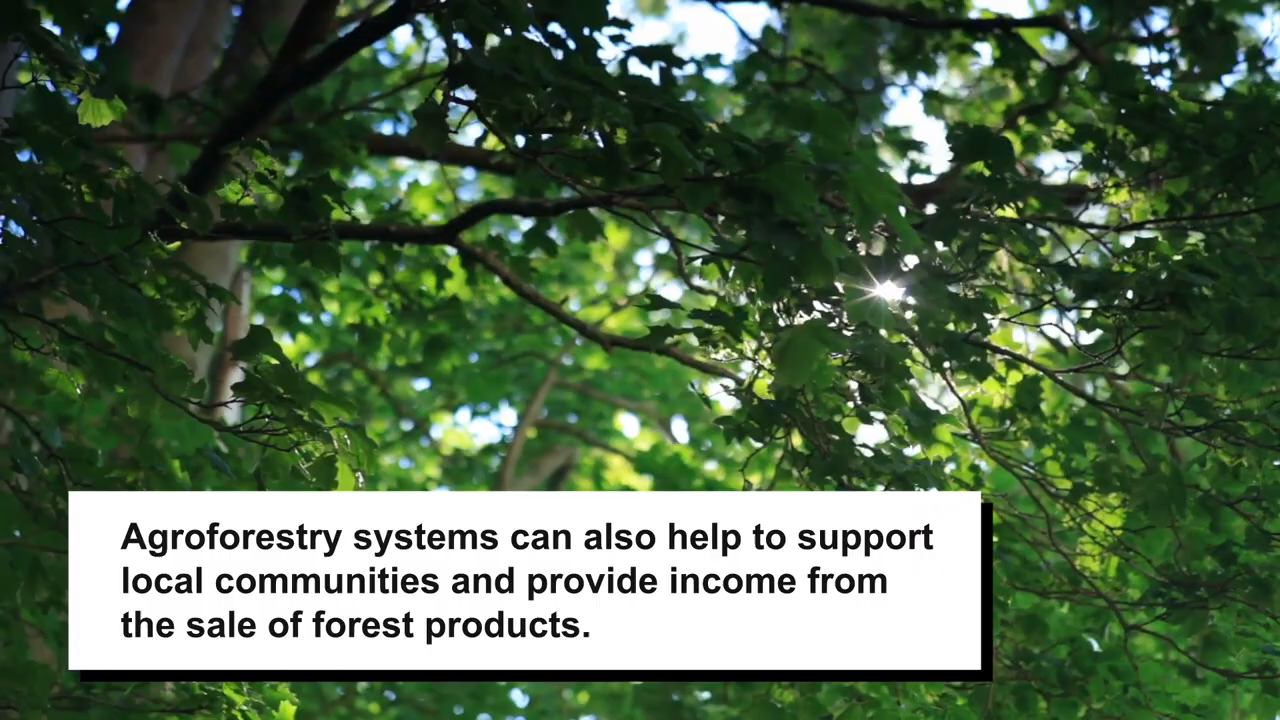 Agroforestry systems can also help to support
local communities and provide income from
the sale of forest products.